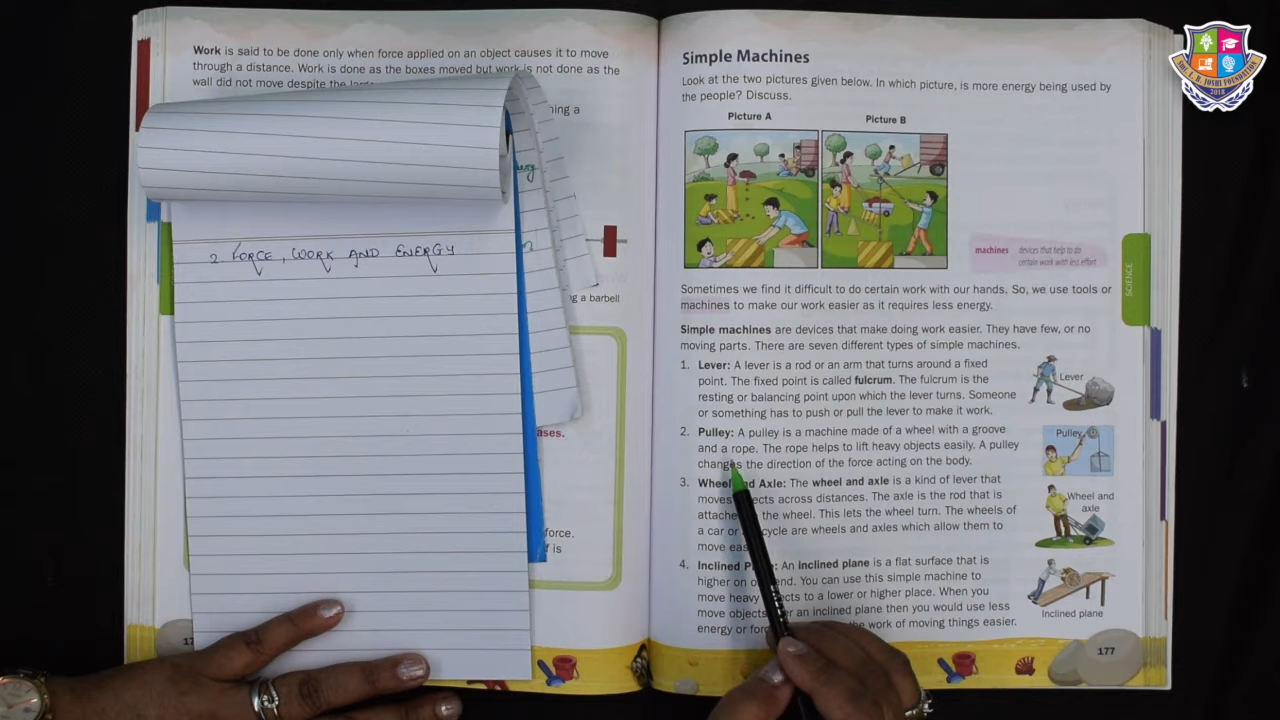 Work is said to be done only when force applied on an object causes it to move
through a distance. Work is done as the boxes moved but work is not done as the
wall did not move despite the
ing a
2 FORCE, WORK AND ENERGY
g a barbell
ases.
force.
f is
Simple Machines
Look at the two pictures given below. In which picture, is more energy being used by
the people? Discuss.
Picture A
Picture B
machines devices that help to do
certain work with less effort
Sometimes we find it difficult to do certain work with our hands. So, we use tools or
machines to make our work easier as it requires less energy.
Simple machines are devices that make doing work easier. They have few, or no
moving parts. There are seven different types of simple machines.
1. Lever: A lever is a rod or an arm that turns around a fixed
point. The fixed point is called fulcrum. The fulcrum is the
resting or balancing point upon which the lever turns. Someone
or something has to push or pull the lever to make it work.
Lever
2. Pulley: A pulley is a machine made of a wheel with a groove
and a rope. The rope helps to lift heavy objects easily. A pulley
changes the direction of the force acting on the body.
Pulley
3. Wheel and Axle: The wheel and axle is a kind of lever that
moves objects across distances. The axle is the rod that is
attache the wheel. This lets the wheel turn. The wheels of
a car or cycle are wheels and axles which allow them to
move eas
Wheel and
axle
4. Inclined Pl e: An inclined plane is a flat surface that is
higher on o end. You can use this simple machine to
move heavy objects to a lower or higher place. When you
move objects er an inclined plane then you would use less
energy or for the work of moving things easier.
Inclined plane
SCIENCE
177
SMT. T. B. JOSHI FOUNDATION
2018